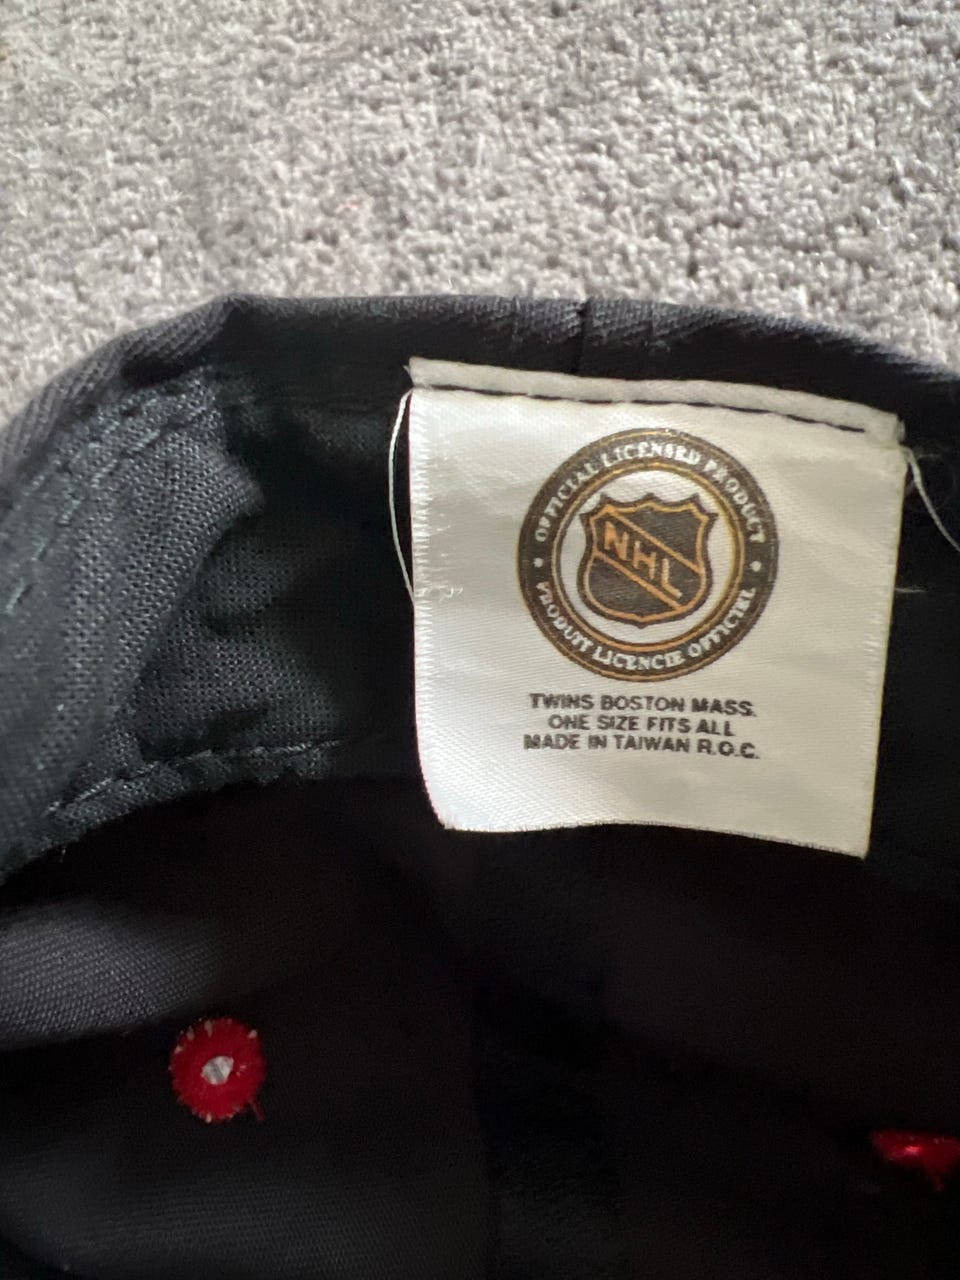 OFFICIAL LICENSED PRODUCT
NHL
PRODUIT LICENCIE OFFICIEL
TWINS BOSTON MASS.
ONE SIZE FITS ALL
MADE IN TAIWAN R.O.C.